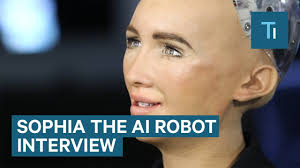 TI
SOPHIA THE AI ROBOT
INTERVIEW